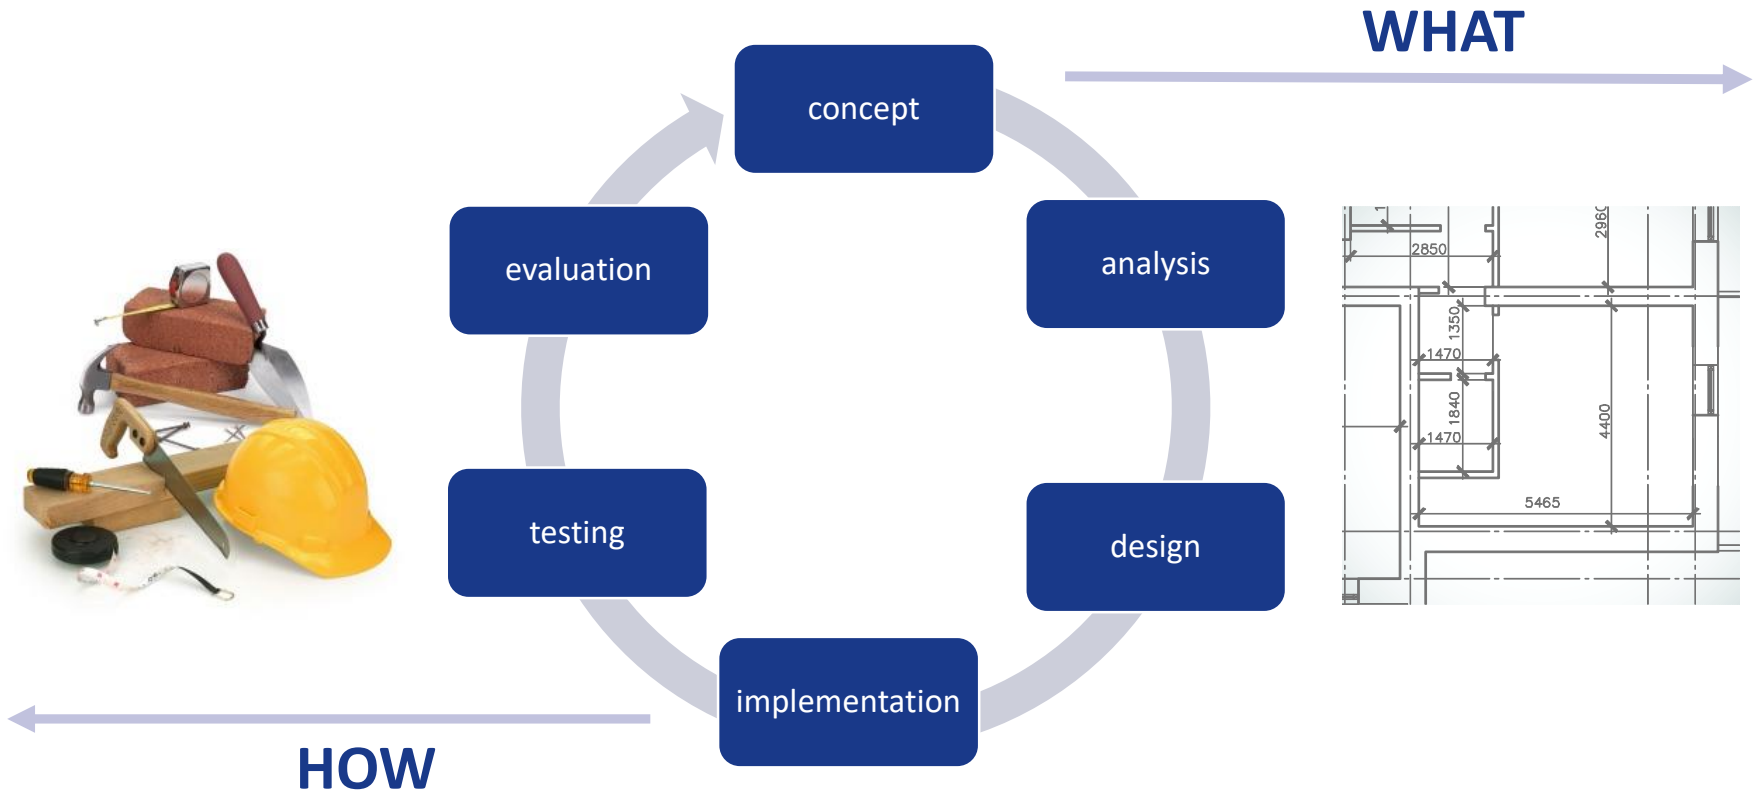 WHAT
concept
analysis
evaluation
design
testing
implementation
HOW
2850
2960
1350
1470
1840
1470
4400
5465